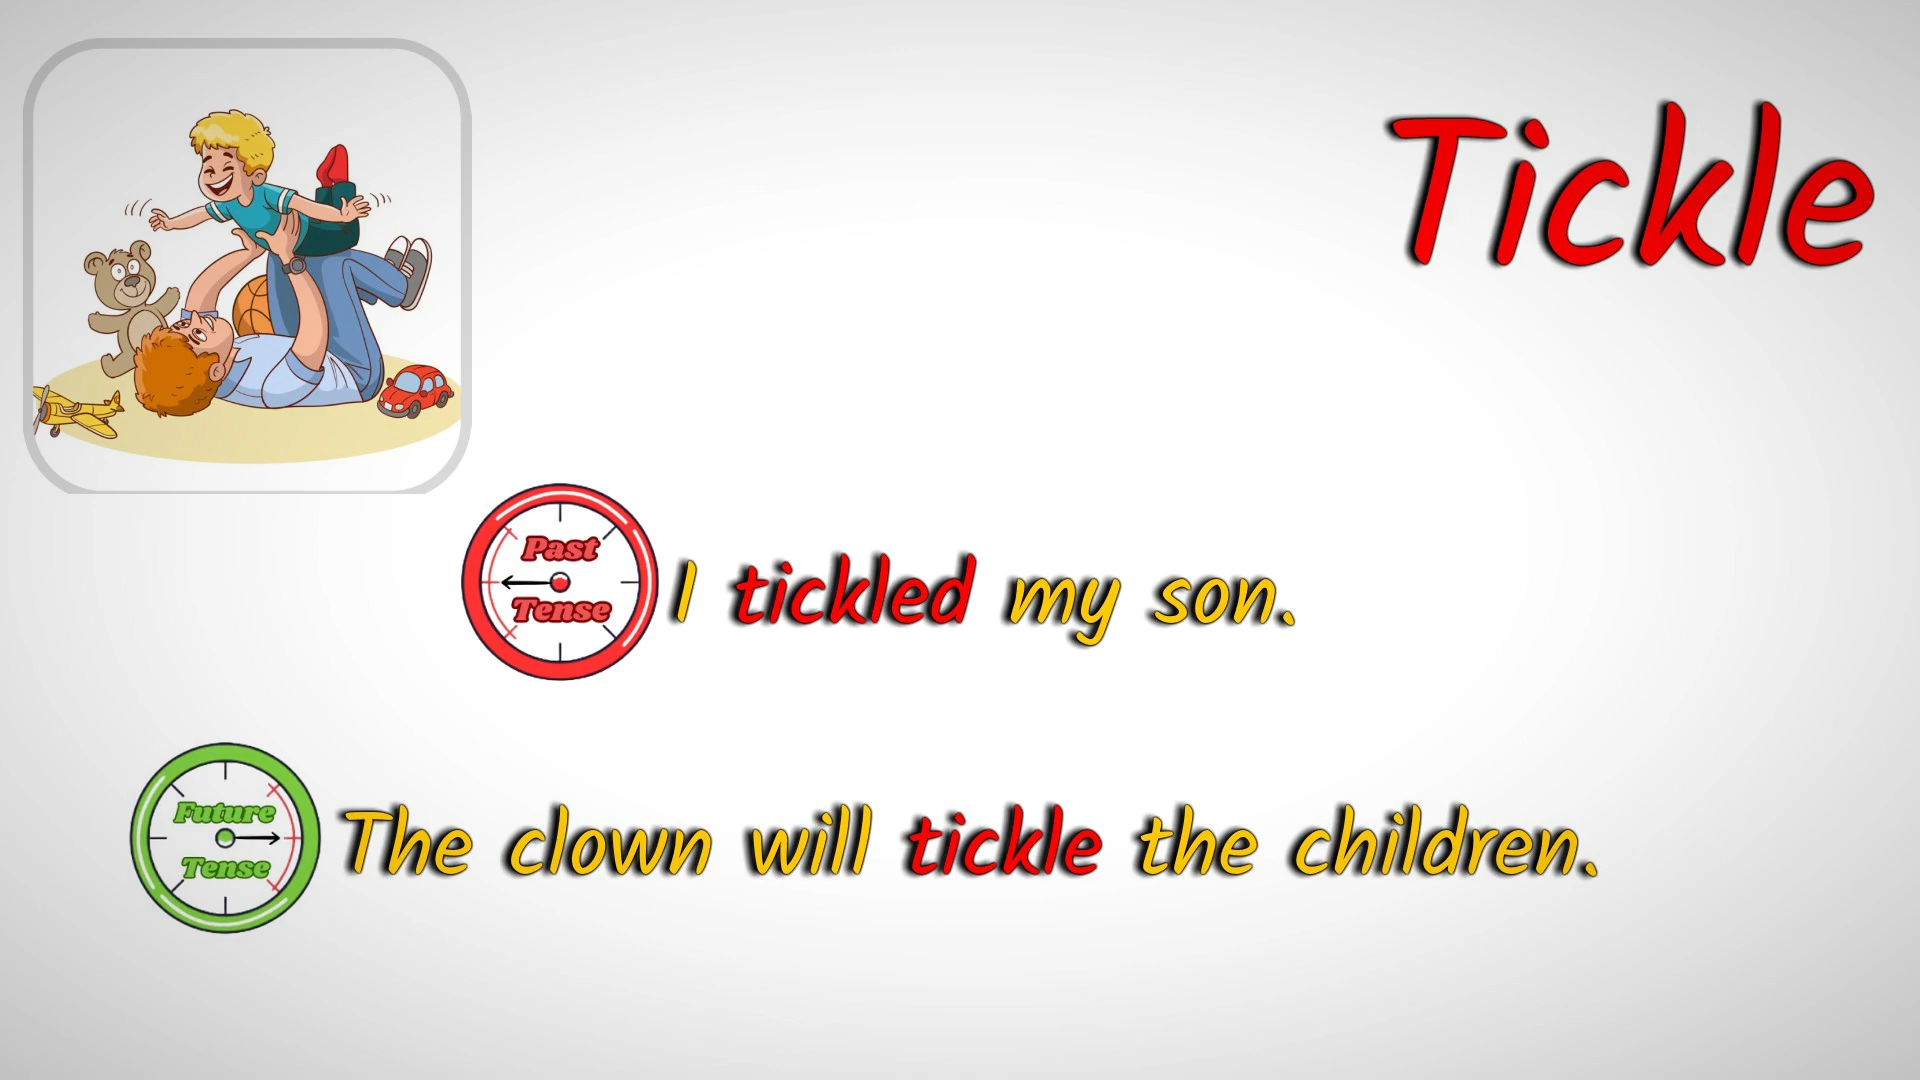 Tickle
Past
Tense
I tickled my son.
Future
Tense
The clown will tickle the children.